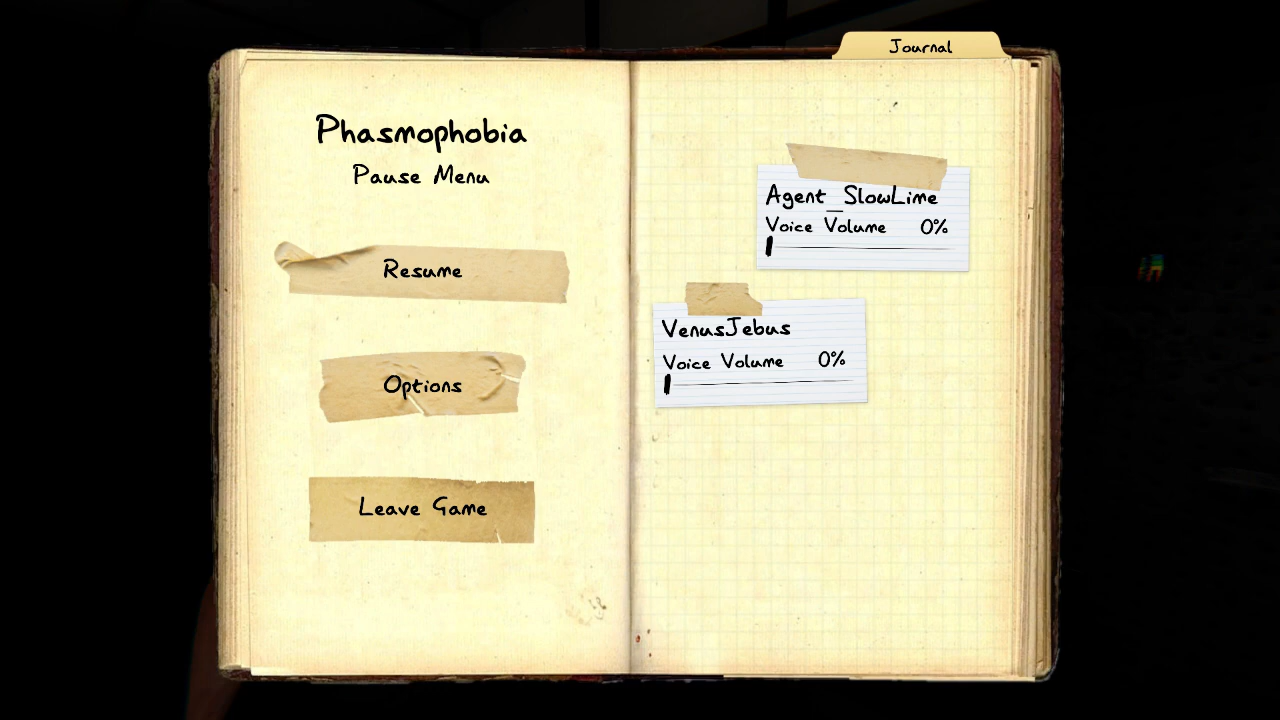 Journal
Phasmophobia
Pause Menu
Resume
Options
Leave Game
Agent_SlowLime
Voice Volume 0%
VenusJebus
Voice Volume 0%